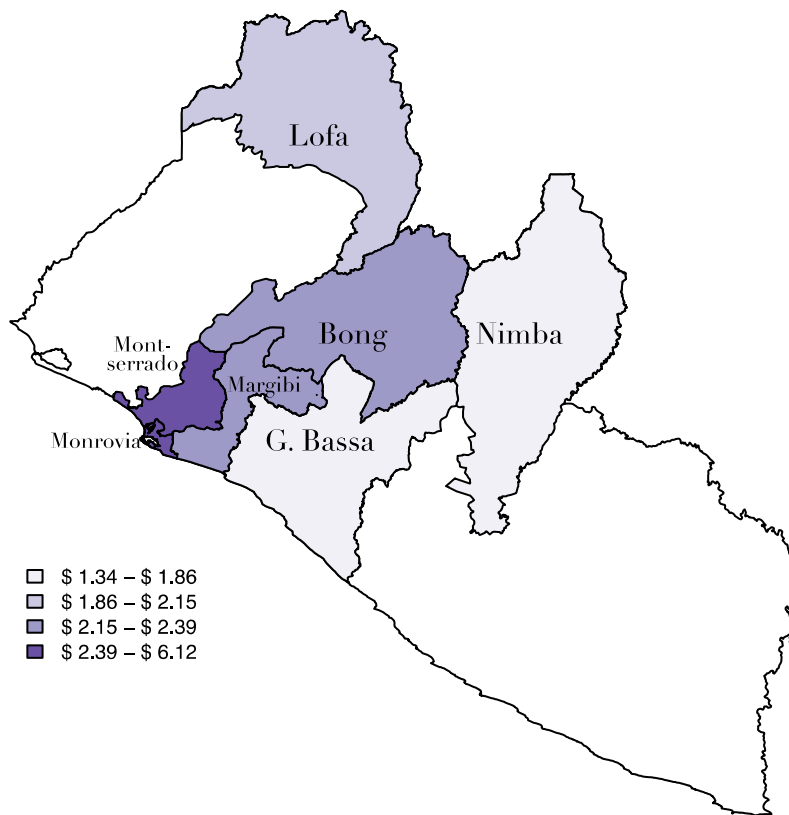 Lofa
Bong
Nimba
Mont-
serrado
Margibi
G. Bassa
Monrovia
$ 1.34 – $ 1.86
$ 1.86 – $ 2.15
$ 2.15 – $ 2.39
$ 2.39 – $ 6.12